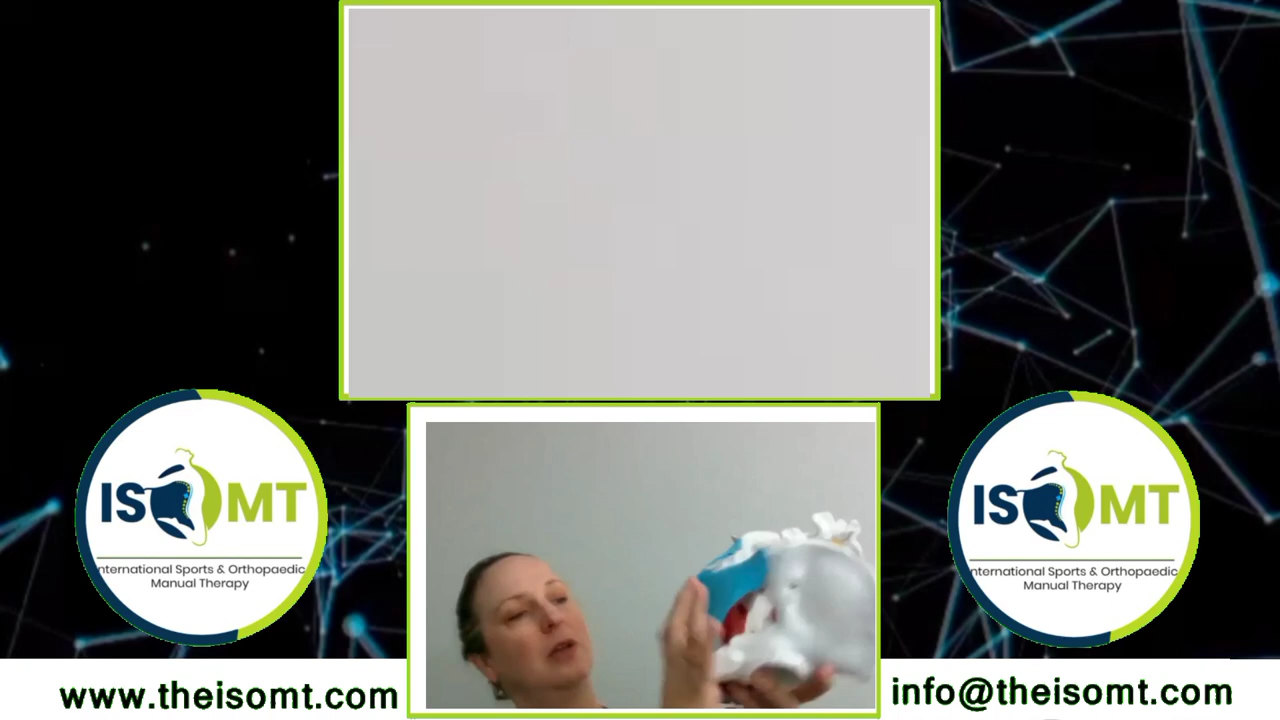 ISOMT
International Sports & Orthopaedic
Manual Therapy
ISOMT
International Sports & Orthopaedic
Manual Therapy
www.theisomt.com
info@theisomt.com